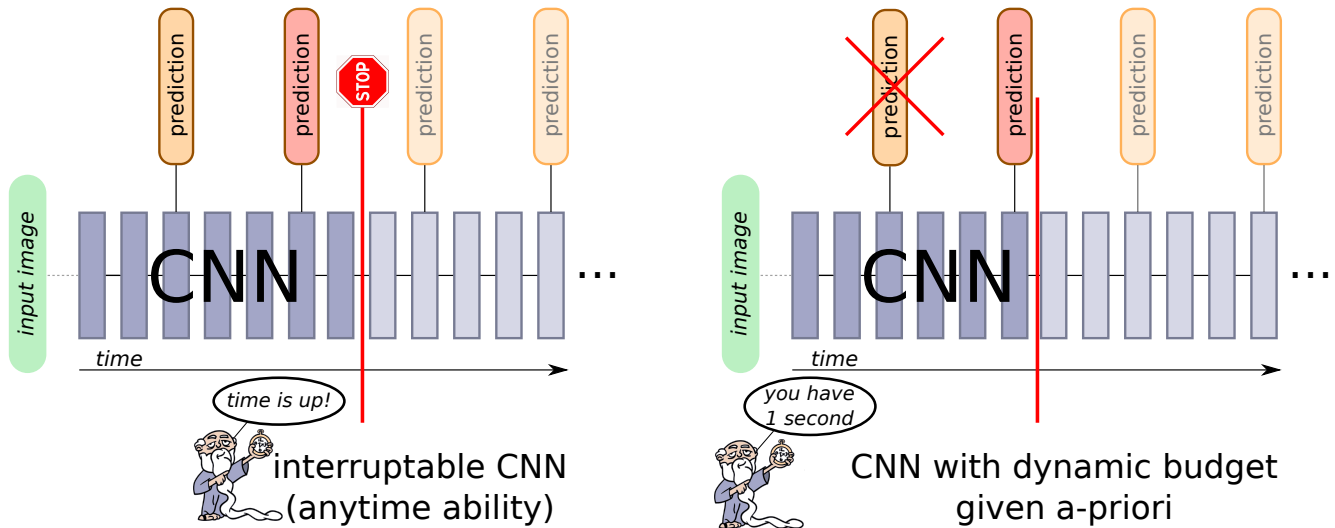 prediction
prediction
STOP
prediction
prediction
input image
CNN
...
time
time is up!
interruptable CNN
(anytime ability)
prediction
prediction
prediction
prediction
input image
CNN
...
time
you have
1 second
CNN with dynamic budget
given a-priori